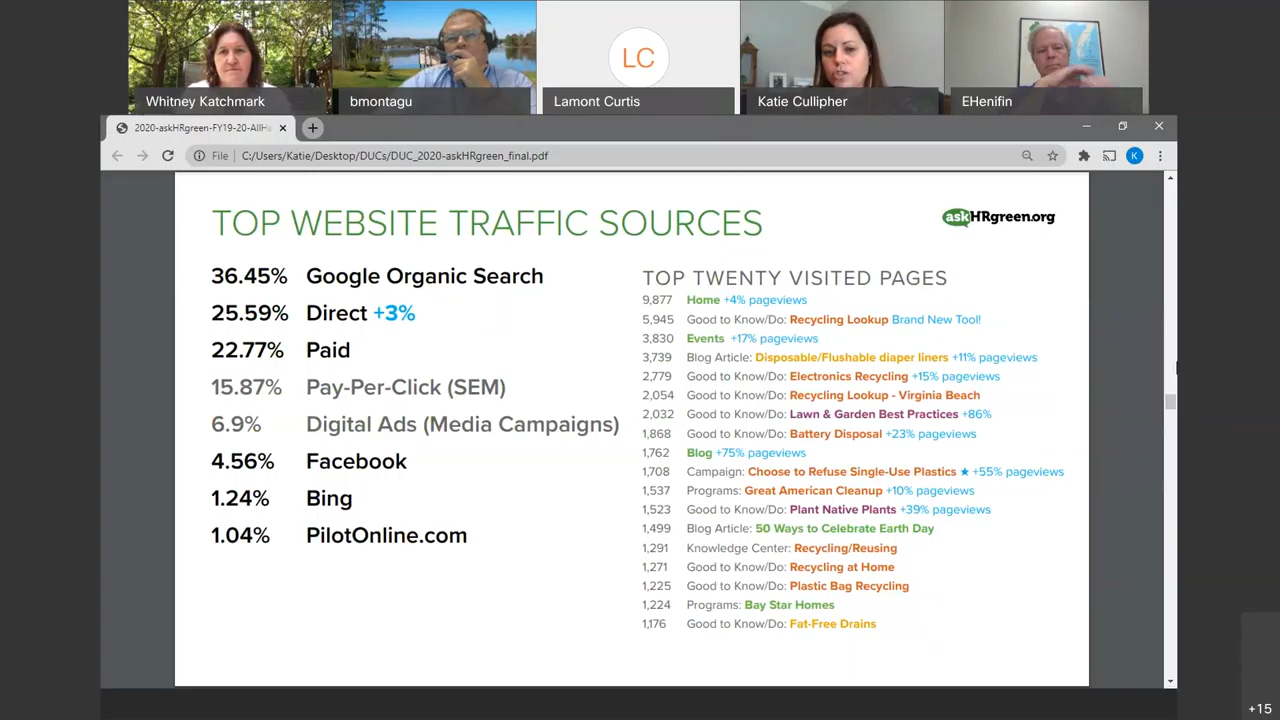 LC
Whitney Katchmark
bmontagu
Lamont Curtis
Katie Cullipher
EHenifin
2020-askHRgreen-FY19-20-AllHa
File C:/Users/Katie/Desktop/DUCs/DUC_2020-askHRgreen_final.pdf
K
TOP WEBSITE TRAFFIC SOURCES
askHRgreen.org
36.45% Google Organic Search
25.59% Direct +3%
22.77% Paid
15.87% Pay-Per-Click (SEM)
6.9% Digital Ads (Media Campaigns)
4.56% Facebook
1.24% Bing
1.04% PilotOnline.com
TOP TWENTY VISITED PAGES
9,877 Home +4% pageviews
5,945 Good to Know/Do: Recycling Lookup Brand New Tool!
3,830 Events +17% pageviews
3,739 Blog Article: Disposable/Flushable diaper liners +11% pageviews
2,779 Good to Know/Do: Electronics Recycling +15% pageviews
2,054 Good to Know/Do: Recycling Lookup - Virginia Beach
2,032 Good to Know/Do: Lawn & Garden Best Practices +86%
1,868 Good to Know/Do: Battery Disposal +23% pageviews
1,762 Blog +75% pageviews
1,708 Campaign: Choose to Refuse Single-Use Plastics ★ +55% pageviews
1,537 Programs: Great American Cleanup +10% pageviews
1,523 Good to Know/Do: Plant Native Plants +39% pageviews
1,499 Blog Article: 50 Ways to Celebrate Earth Day
1,291 Knowledge Center: Recycling/Reusing
1,271 Good to Know/Do: Recycling at Home
1,225 Good to Know/Do: Plastic Bag Recycling
1,224 Programs: Bay Star Homes
1,176 Good to Know/Do: Fat-Free Drains
+15